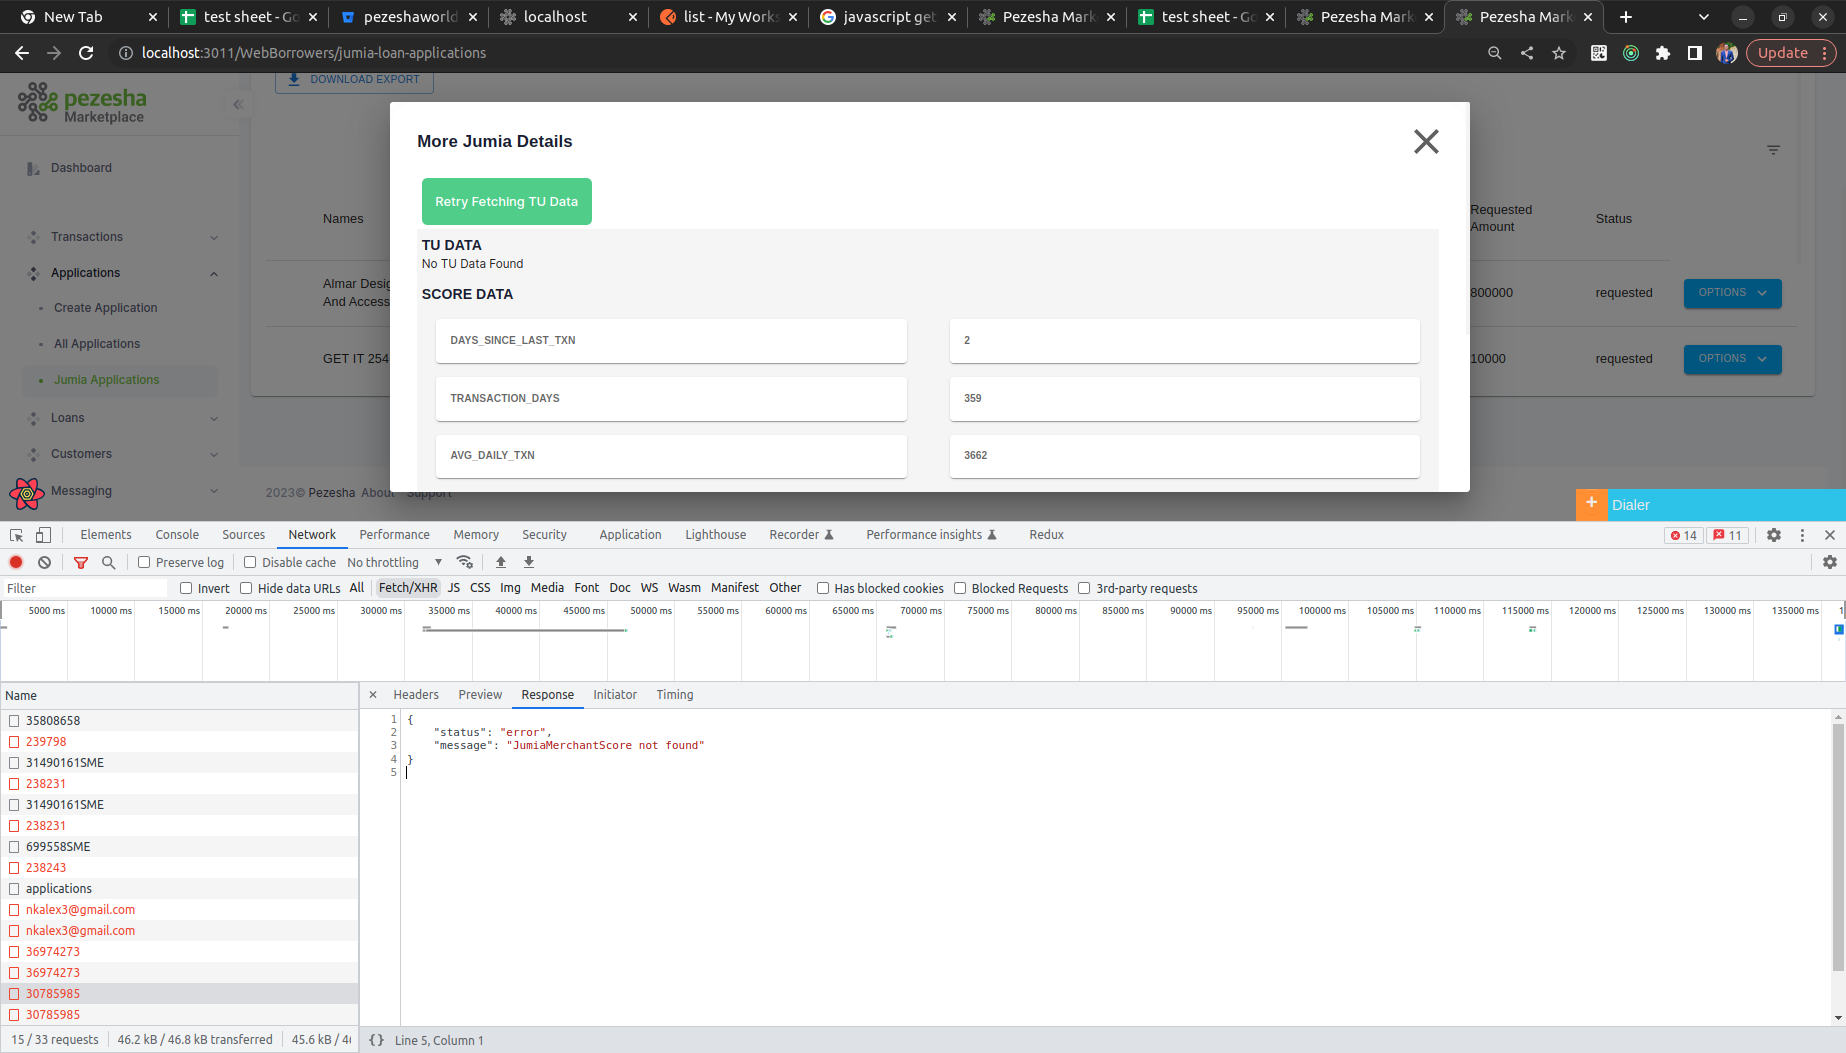 New Tab
test sheet - Go
pezeshaworld
localhost
list - My Works
javascript get
Pezesha Mark
test sheet - Go
Pezesha Mark
Pezesha Mark
localhost:3011/WebBorrowers/jumia-loan-applications
Update
pezesha
Marketplace
DOWNLOAD EXPORT
Dashboard
Transactions
Applications
Create Application
All Applications
Jumia Applications
Loans
Customers
Messaging
Names
Requested
Amount
Status
Almar Desig
And Access
800000
requested
OPTIONS
GET IT 254
10000
requested
OPTIONS
2023© Pezesha About Support
More Jumia Details
Retry Fetching TU Data
TU DATA
No TU Data Found
SCORE DATA
DAYS_SINCE_LAST_TXN
2
TRANSACTION_DAYS
359
AVG_DAILY_TXN
3662
+ Dialer
Elements Console Sources Network Performance Memory Security Application Lighthouse Recorder Performance insights Redux
14
11
Preserve log Disable cache No throttling
Filter Invert Hide data URLs All Fetch/XHR JS CSS Img Media Font Doc WS Wasm Manifest Other Has blocked cookies Blocked Requests 3rd-party requests
5000 ms 10000 ms 15000 ms 20000 ms 25000 ms 30000 ms 35000 ms 40000 ms 45000 ms 50000 ms 55000 ms 60000 ms 65000 ms 70000 ms 75000 ms 80000 ms 85000 ms 90000 ms 95000 ms 100000 ms 105000 ms 110000 ms 115000 ms 120000 ms 125000 ms 130000 ms 135000 ms 1
Name
35808658
239798
31490161SME
238231
31490161SME
238231
699558SME
238243
applications
nkalex3@gmail.com
nkalex3@gmail.com
36974273
36974273
30785985
30785985
15 / 33 requests 46.2 kB / 46.8 kB transferred 45.6 kB / 46
Headers Preview Response Initiator Timing
1 {
2 "status": "error",
3 "message": "JumiaMerchantScore not found"
4 }
5
{} Line 5, Column 1